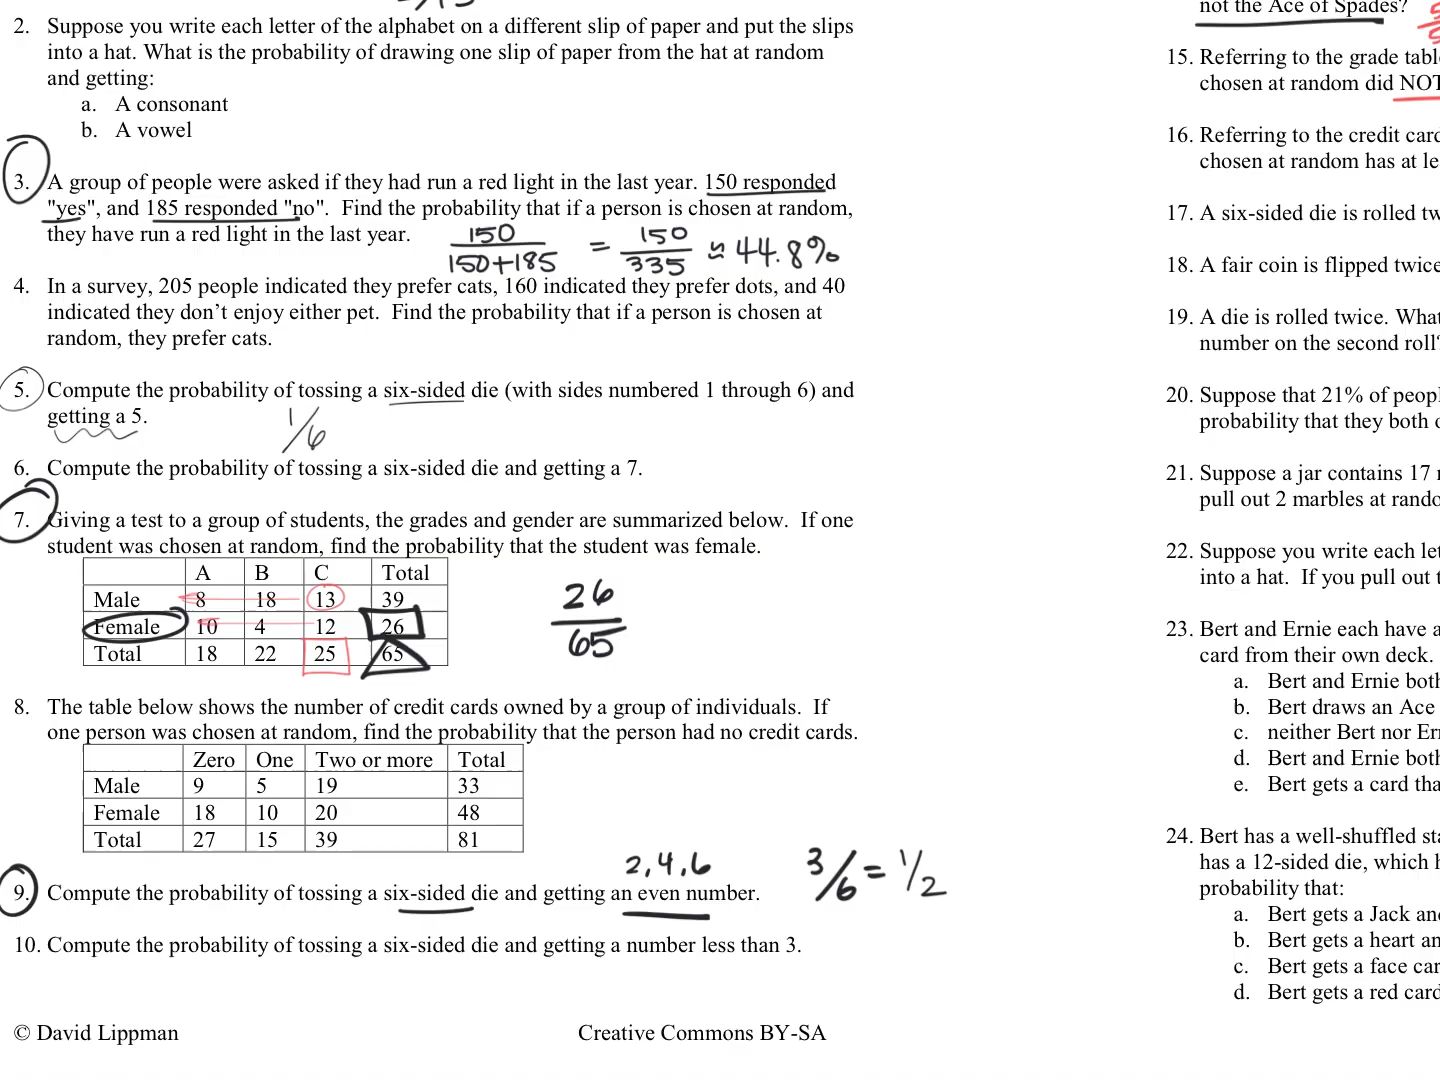 2. Suppose you write each letter of the alphabet on a different slip of paper and put the slips
into a hat. What is the probability of drawing one slip of paper from the hat at random
and getting:
a. A consonant
b. A vowel
3. A group of people were asked if they had run a red light in the last year. 150 responded
"yes", and 185 responded "no". Find the probability that if a person is chosen at random,
they have run a red light in the last year.
150/150+185 = 150/335 ≈ 44.8%
4. In a survey, 205 people indicated they prefer cats, 160 indicated they prefer dots, and 40
indicated they don’t enjoy either pet. Find the probability that if a person is chosen at
random, they prefer cats.
5. Compute the probability of tossing a six-sided die (with sides numbered 1 through 6) and
getting a 5.
1/6
6. Compute the probability of tossing a six-sided die and getting a 7.
7. Giving a test to a group of students, the grades and gender are summarized below. If one
student was chosen at random, find the probability that the student was female.
A B C Total
Male 8 18 13 39
Female 10 4 12 26
Total 18 22 25 65
26/65
8. The table below shows the number of credit cards owned by a group of individuals. If
one person was chosen at random, find the probability that the person had no credit cards.
Zero One Two or more Total
Male 9 5 19 33
Female 18 10 20 48
Total 27 15 39 81
2,4,6
9. Compute the probability of tossing a six-sided die and getting an even number.
3/6 = 1/2
10. Compute the probability of tossing a six-sided die and getting a number less than 3.
© David Lippman
Creative Commons BY-SA
not the Ace of Spades?
15. Referring to the grade
chosen at random did NOT
16. Referring to the credit
chosen at random has at
17. A six-sided die is rolled
18. A fair coin is flipped twice
19. A die is rolled twice. What
number on the second roll?
20. Suppose that 21% of
probability that they both
21. Suppose a jar contains 17
pull out 2 marbles at
22. Suppose you write each
into a hat. If you pull out
23. Bert and Ernie each have a
card from their own deck.
a. Bert and Ernie both
b. Bert draws an Ace
c. neither Bert nor
d. Bert and Ernie both
e. Bert gets a card
24. Bert has a well-shuffled
has a 12-sided die, which
probability that:
a. Bert gets a Jack
b. Bert gets a heart
c. Bert gets a face
d. Bert gets a red card